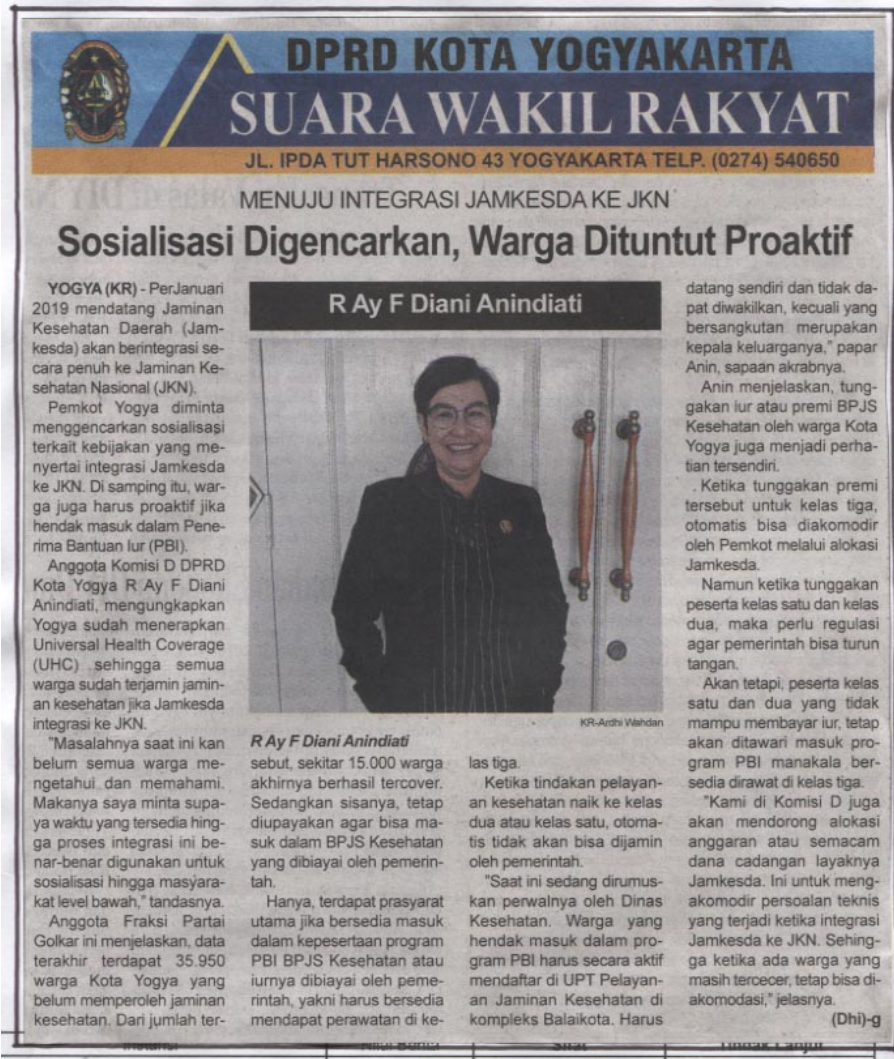 DPRD KOTA YOGYAKARTA
SUARA WAKIL RAKYAT
JL. IPDA TUT HARSONO 43 YOGYAKARTA TELP. (0274) 540650
MENUJU INTEGRASI JAMKESDA KE JKN
Sosialisasi Digencarkan, Warga Dituntut Proaktif
YOGYA (KR) - PerJanuari
2019 mendatang Jaminan
Kesehatan Daerah (Jam-
kesda) akan berintegrasi se-
cara penuh ke Jaminan Ke-
sehatan Nasional (JKN).
Pemkot Yogya diminta
menggencarkan sosialisasi
terkait kebijakan yang me-
nyertai integrasi Jamkesda
ke JKN. Di samping itu, war-
ga juga harus proaktif jika
hendak masuk dalam Pene-
rima Bantuan Iur (PBI).
Anggota Komisi D DPRD
Kota Yogya R Ay F Diani
Anindiati, mengungkapkan
Yogya sudah menerapkan
Universal Health Coverage
(UHC) sehingga semua
warga sudah terjamin jamin-
an kesehatan jika Jamkesda
integrasi ke JKN.
"Masalahnya saat ini kan
belum semua warga me-
ngetahui dan memahami.
Makanya saya minta supa-
ya waktu yang tersedia hing-
ga proses integrasi ini be-
nar-benar digunakan untuk
sosialisasi hingga masyara-
kat level bawah," tandasnya.
Anggota Fraksi Partai
Golkar ini menjelaskan, data
terakhir terdapat 35.950
warga Kota Yogya yang
belum memperoleh jaminan
kesehatan. Dari jumlah ter-
R Ay F Diani Anindiati
KR-Ardhi Wahdan
R Ay F Diani Anindiati
sebut, sekitar 15.000 warga
akhirnya berhasil tercover.
Sedangkan sisanya, tetap
diupayakan agar bisa ma-
suk dalam BPJS Kesehatan
yang dibiayai oleh pemerin-
tah.
Hanya, terdapat prasyarat
utama jika bersedia masuk
dalam kepesertaan program
PBI BPJS Kesehatan atau
iurnya dibiayai oleh peme-
rintah, yakni harus bersedia
mendapat perawatan di ke-
las tiga.
Ketika tindakan pelayan-
an kesehatan naik ke kelas
dua atau kelas satu, otoma-
tis tidak akan bisa dijamin
oleh pemerintah.
"Saat ini sedang dirumus-
kan perwalnya oleh Dinas
Kesehatan. Warga yang
hendak masuk dalam pro-
gram PBI harus secara aktif
mendaftar di UPT Pelayan-
an Jaminan Kesehatan di
kompleks Balaikota. Harus
datang sendiri dan tidak da-
pat diwakilkan, kecuali yang
bersangkutan merupakan
kepala keluarganya," papar
Anin, sapaan akrabnya.
Anin menjelaskan, tung-
gakan iur atau premi BPJS
Kesehatan oleh warga Kota
Yogya juga menjadi perha-
tian tersendiri.
Ketika tunggakan premi
tersebut untuk kelas tiga,
otomatis bisa diakomodir
oleh Pemkot melalui alokasi
Jamkesda.
Namun ketika tunggakan
peserta kelas satu dan kelas
dua, maka perlu regulasi
agar pemerintah bisa turun
tangan.
Akan tetapi, peserta kelas
satu dan dua yang tidak
mampu membayar iur, tetap
akan ditawari masuk pro-
gram PBI manakala ber-
sedia dirawat di kelas tiga.
"Kami di Komisi D juga
akan mendorong alokasi
anggaran atau semacam
dana cadangan layaknya
Jamkesda. Ini untuk meng-
akomodir persoalan teknis
yang terjadi ketika integrasi
Jamkesda ke JKN. Sehing-
ga ketika ada warga yang
masih tercecer, tetap bisa di-
akomodasi," jelasnya.
(Dhi)-g